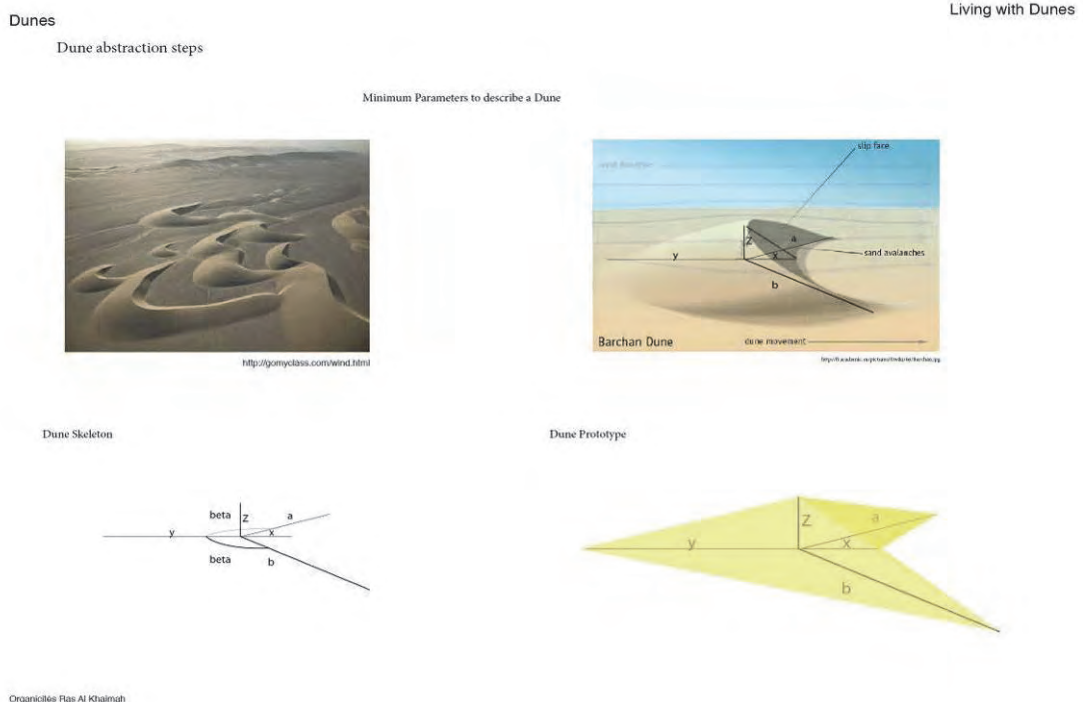 Dunes
Living with Dunes
Dune abstraction steps
Minimum Parameters to describe a Dune
slip face
Z
a
y
x
sand avalanches
b
Barchan Dune
dune movement
http://gomyclass.com/wind.html
Dune Skeleton
Dune Prototype
beta
Z
a
y
x
beta
b
Z
a
y
x
b
Organicités Ras Al Khaimah